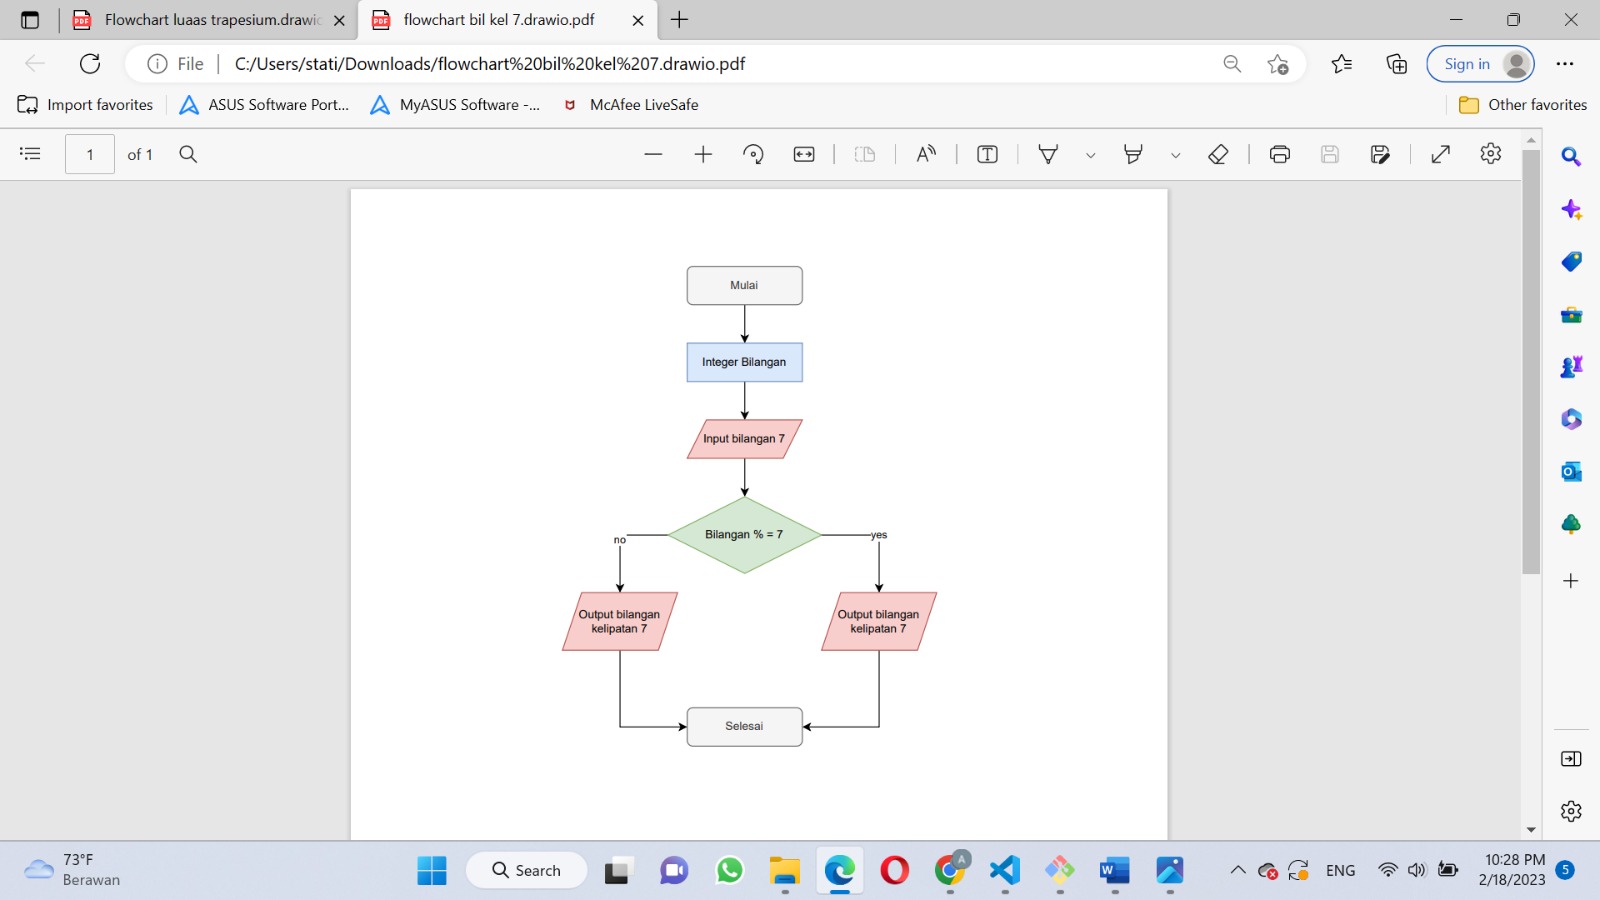 Flowchart luaas trapesium.drawio
flowchart bil kel 7.drawio.pdf
File
C:/Users/stati/Downloads/flowchart%20bil%20kel%207.drawio.pdf
Sign in
Import favorites
ASUS Software Port...
MyASUS Software -...
McAfee LiveSafe
Other favorites
1 of 1
Mulai
Integer Bilangan
Input bilangan 7
Bilangan % = 7
no
yes
Output bilangan
kelipatan 7
Output bilangan
kelipatan 7
Selesai
73°F
Berawan
Search
A
ENG
10:28 PM
2/18/2023
5